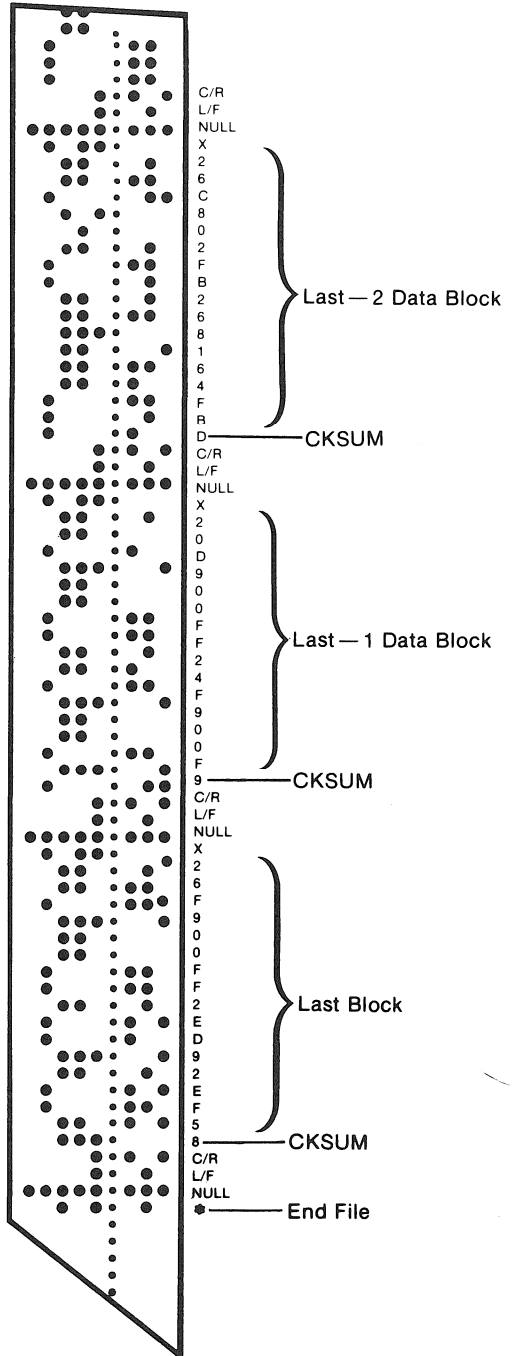 C/R
L/F
NULL
X
2
6
C
8
0
2
F
B
2
6
8
1
6
4
F
R
D
C/R
L/F
NULL
X
2
0
D
9
0
0
F
F
2
4
F
9
0
0
F
9
C/R
L/F
NULL
X
2
6
F
9
0
0
F
F
2
E
D
9
2
E
F
5
8
C/R
L/F
NULL
*
Last—2 Data Block
CKSUM
Last—1 Data Block
CKSUM
Last Block
CKSUM
End File